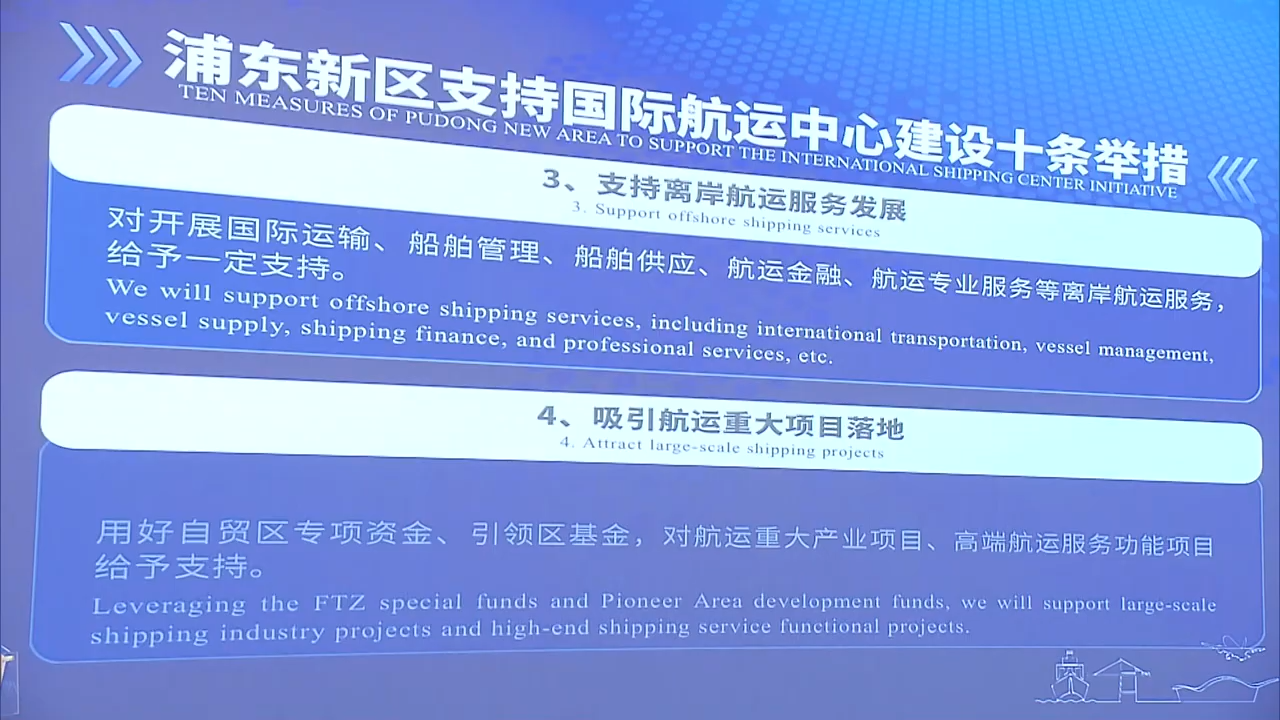 浦东新区支持国际航运中心建设十条举措
TEN MEASURES OF PUDONG NEW AREA TO SUPPORT THE INTERNATIONAL SHIPPING CENTER INITIATIVE
3、支持离岸航运服务发展
3. Support offshore shipping services
对开展国际运输、船舶管理、船舶供应、航运金融、航运专业服务等离岸航运服务，
给予一定支持。
We will support offshore shipping services, including international transportation, vessel management,
vessel supply, shipping finance, and professional services, etc.
4、吸引航运重大项目落地
4. Attract large-scale shipping projects
用好自贸区专项资金、引领区基金，对航运重大产业项目、高端航运服务功能项目
给予支持。
Leveraging the FTZ special funds and Pioneer Area development funds, we will support large-scale
shipping industry projects and high-end shipping service functional projects.